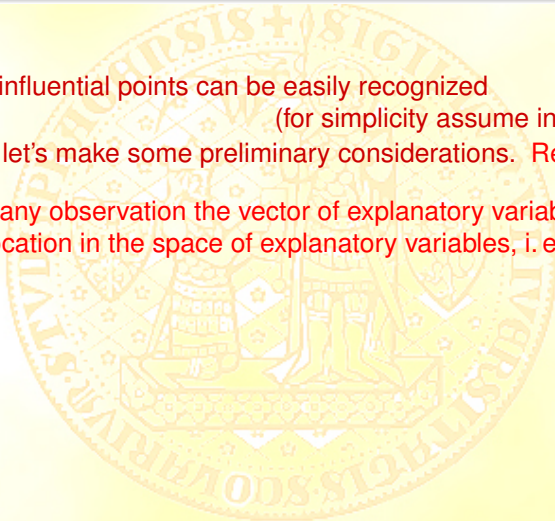 influential points can be easily recognized
(for simplicity assume in
let's make some preliminary considerations. Re
any observation the vector of explanatory variab
ocation in the space of explanatory variables, i. e